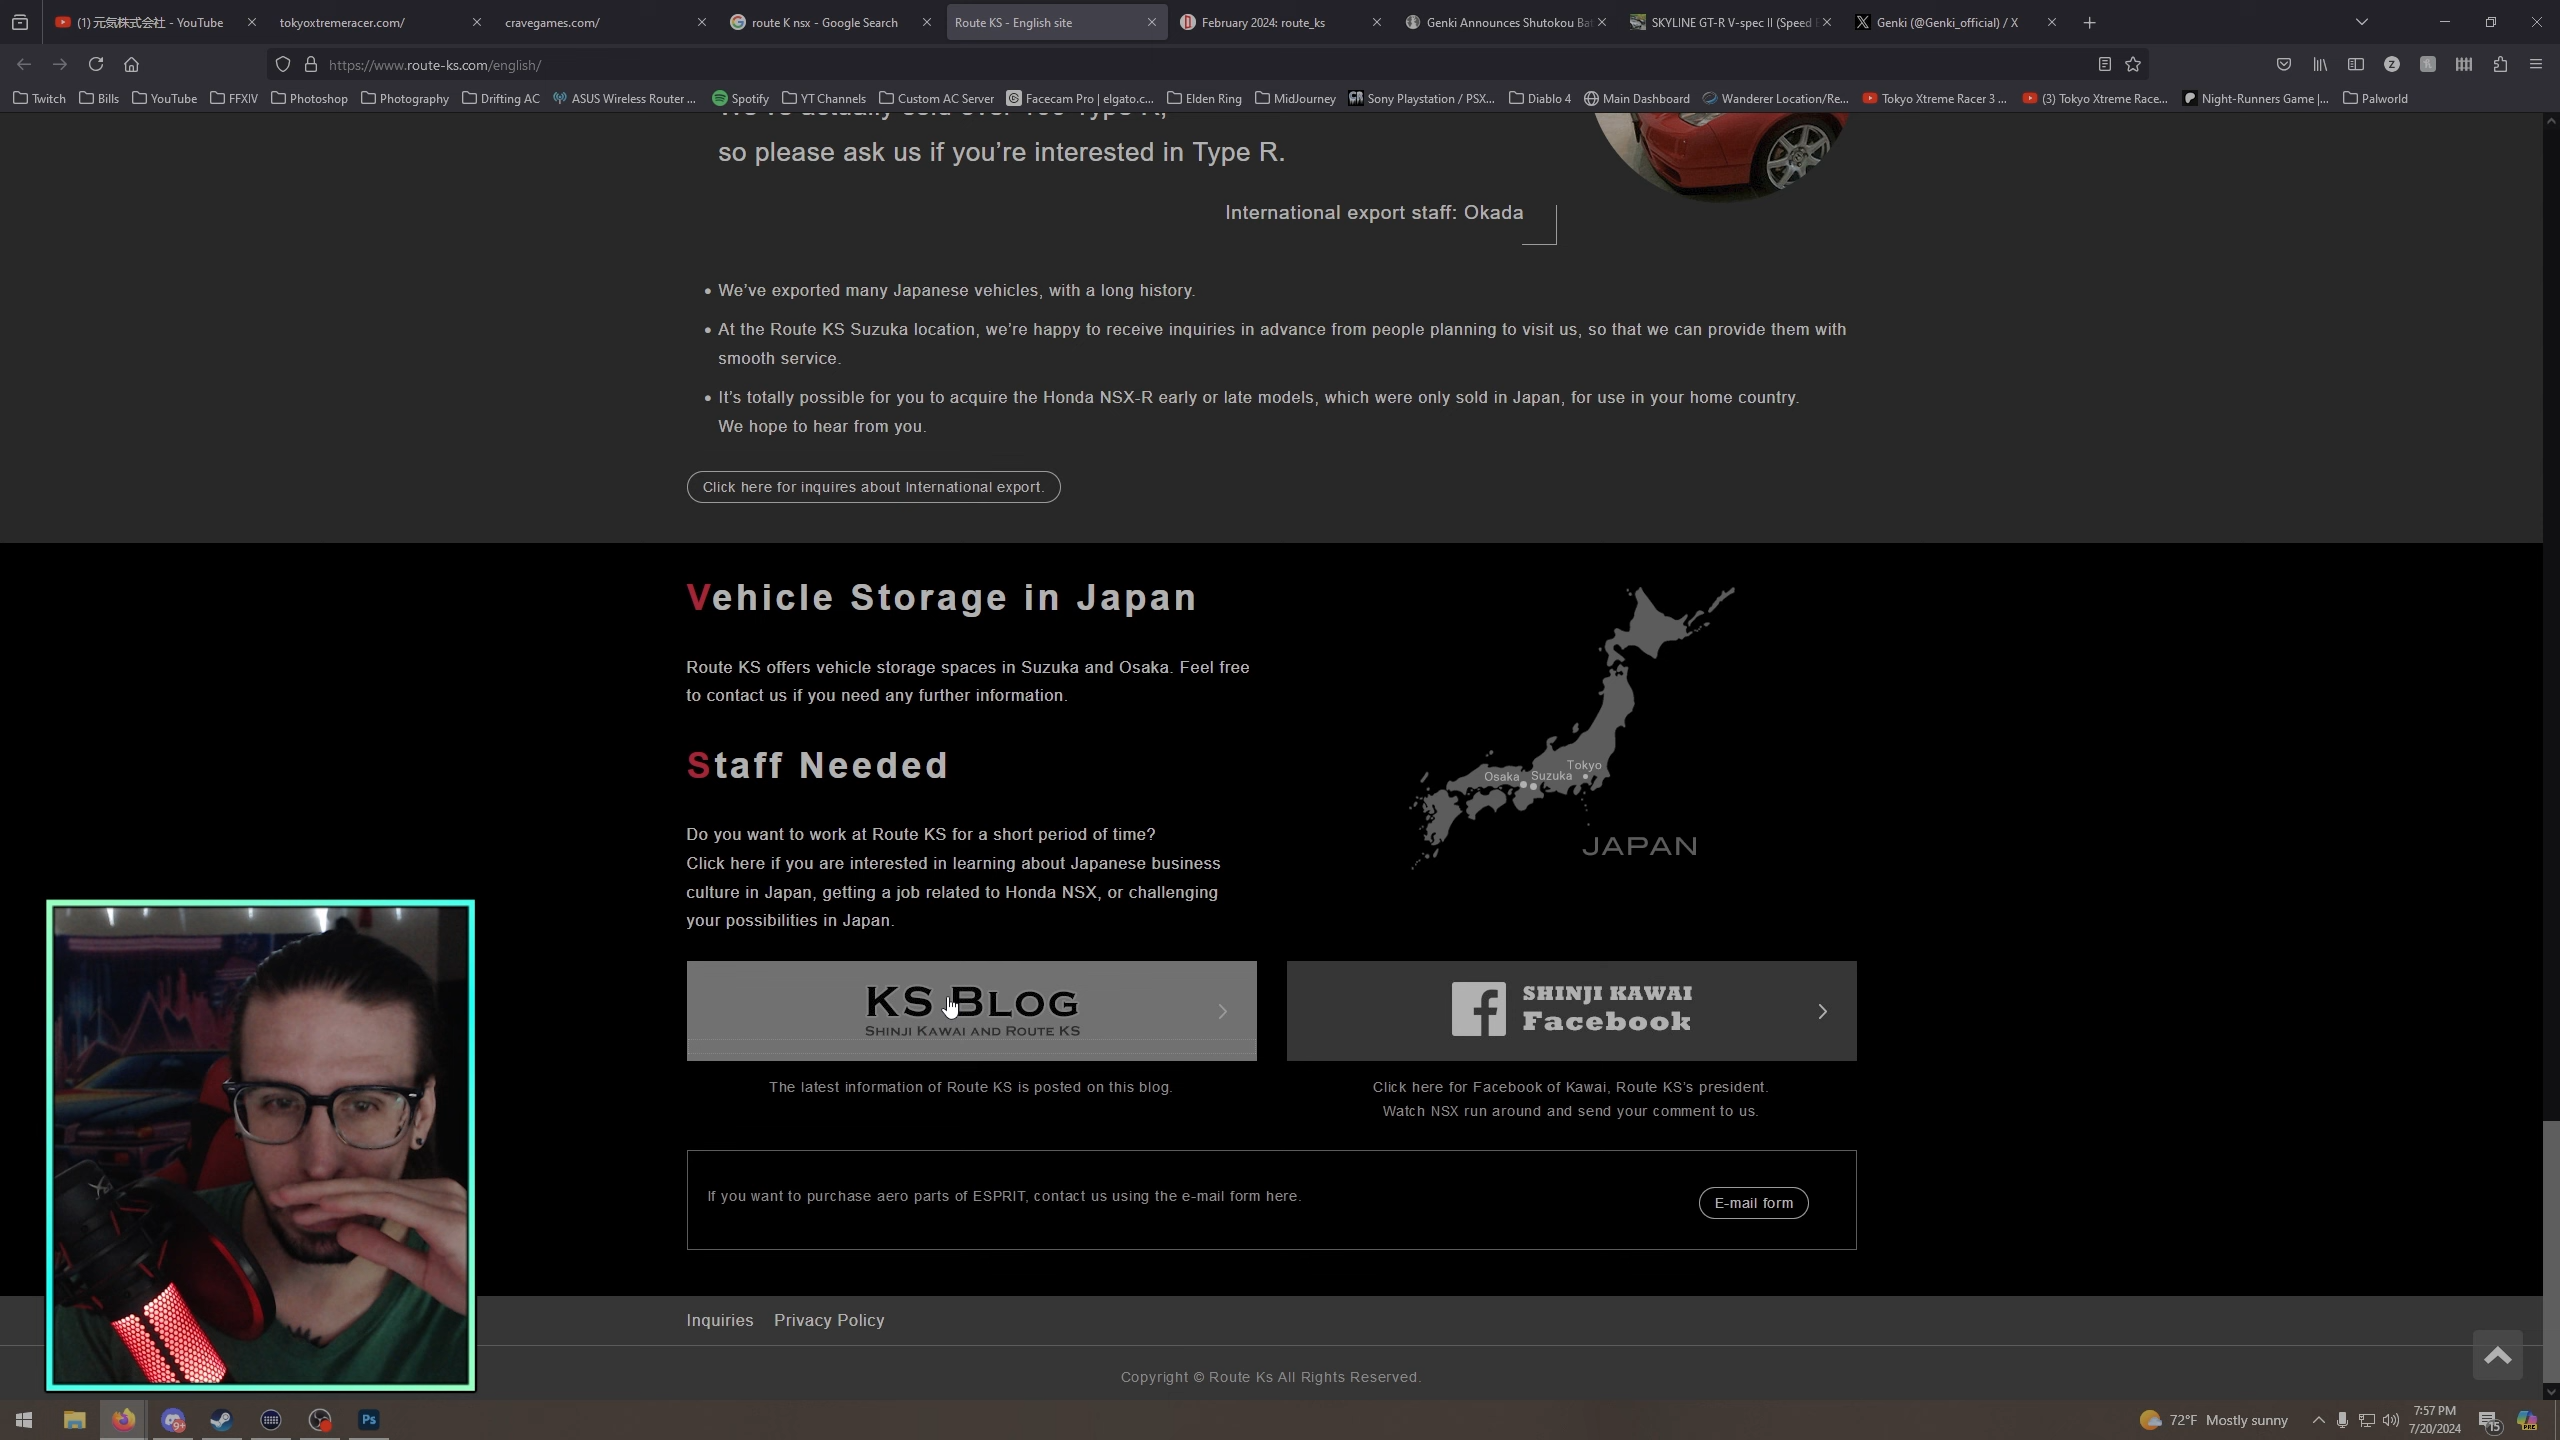 (1) 元気株式会社 - YouTube
tokyoxtremeracer.com/
cravegames.com/
route K nsx - Google Search
Route KS - English site
February 2024: route_ks
Genki Announces Shutokou Bat
SKYLINE GT-R V-spec II (Speed
Genki (@Genki_official) / X
https://www.route-ks.com/english/
Twitch
Bills
YouTube
FFXIV
Photoshop
Photography
Drifting AC
ASUS Wireless Router ...
Spotify
YT Channels
Custom AC Server
Facecam Pro | elgato.c...
Elden Ring
MidJourney
Sony Playstation / PSX...
Diablo 4
Main Dashboard
Wanderer Location/Re...
Tokyo Xtreme Racer 3 ...
(3) Tokyo Xtreme Race...
Night-Runners Game |...
Palworld
so please ask us if you’re interested in Type R.
International export staff: Okada
• We’ve exported many Japanese vehicles, with a long history.
• At the Route KS Suzuka location, we’re happy to receive inquiries in advance from people planning to visit us, so that we can provide them with
smooth service.
• It’s totally possible for you to acquire the Honda NSX-R early or late models, which were only sold in Japan, for use in your home country.
We hope to hear from you.
Click here for inquires about International export.
Vehicle Storage in Japan
Route KS offers vehicle storage spaces in Suzuka and Osaka. Feel free
to contact us if you need any further information.
Staff Needed
Do you want to work at Route KS for a short period of time?
Click here if you are interested in learning about Japanese business
culture in Japan, getting a job related to Honda NSX, or challenging
your possibilities in Japan.
Osaka
Suzuka
Tokyo
JAPAN
KS BLOG
SHINJI KAWAI AND ROUTE KS
The latest information of Route KS is posted on this blog.
SHINJI KAWAI
Facebook
Click here for Facebook of Kawai, Route KS’s president.
Watch NSX run around and send your comment to us.
If you want to purchase aero parts of ESPRIT, contact us using the e-mail form here.
E-mail form
Inquiries
Privacy Policy
Copyright © Route Ks All Rights Reserved.
9+
Ps
72°F Mostly sunny
7:57 PM
7/20/2024
15
PRE